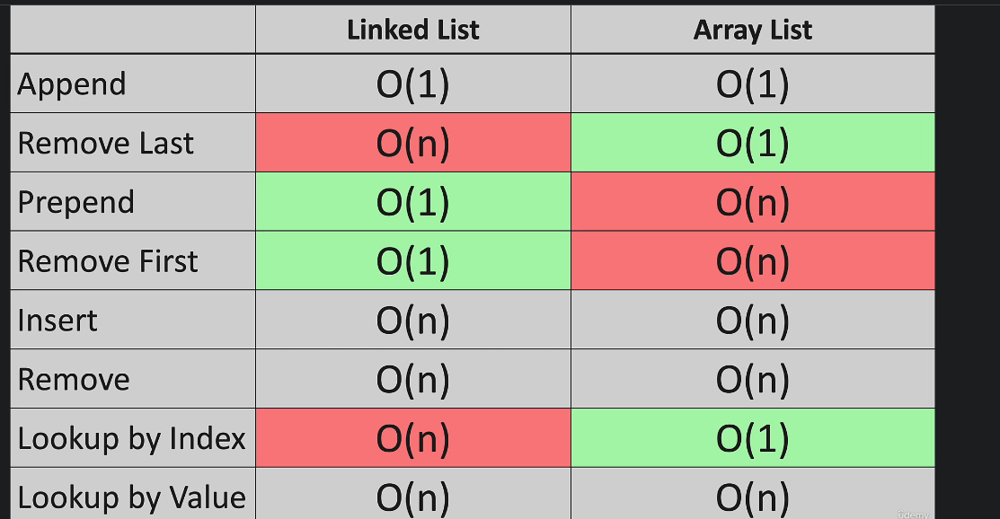 Linked List Array List
Append O(1) O(1)
Remove Last O(n) O(1)
Prepend O(1) O(n)
Remove First O(1) O(n)
Insert O(n) O(n)
Remove O(n) O(n)
Lookup by Index O(n) O(1)
Lookup by Value O(n) O(n)
Udemy